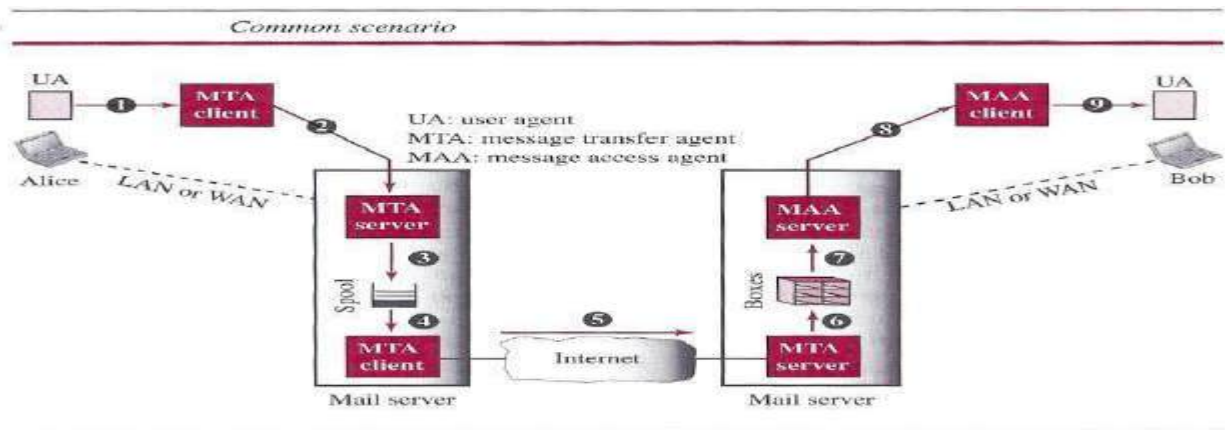 Common scenario
UA
1
MTA
client
2
UA: user agent
MTA: message transfer agent
MAA: message access agent
8
MAA
client
9
UA
Alice
LAN or WAN
LAN or WAN
Bob
MTA
server
3
Spool
4
MTA
client
Mail server
5
Internet
MAA
server
7
Boxes
6
MTA
server
Mail server